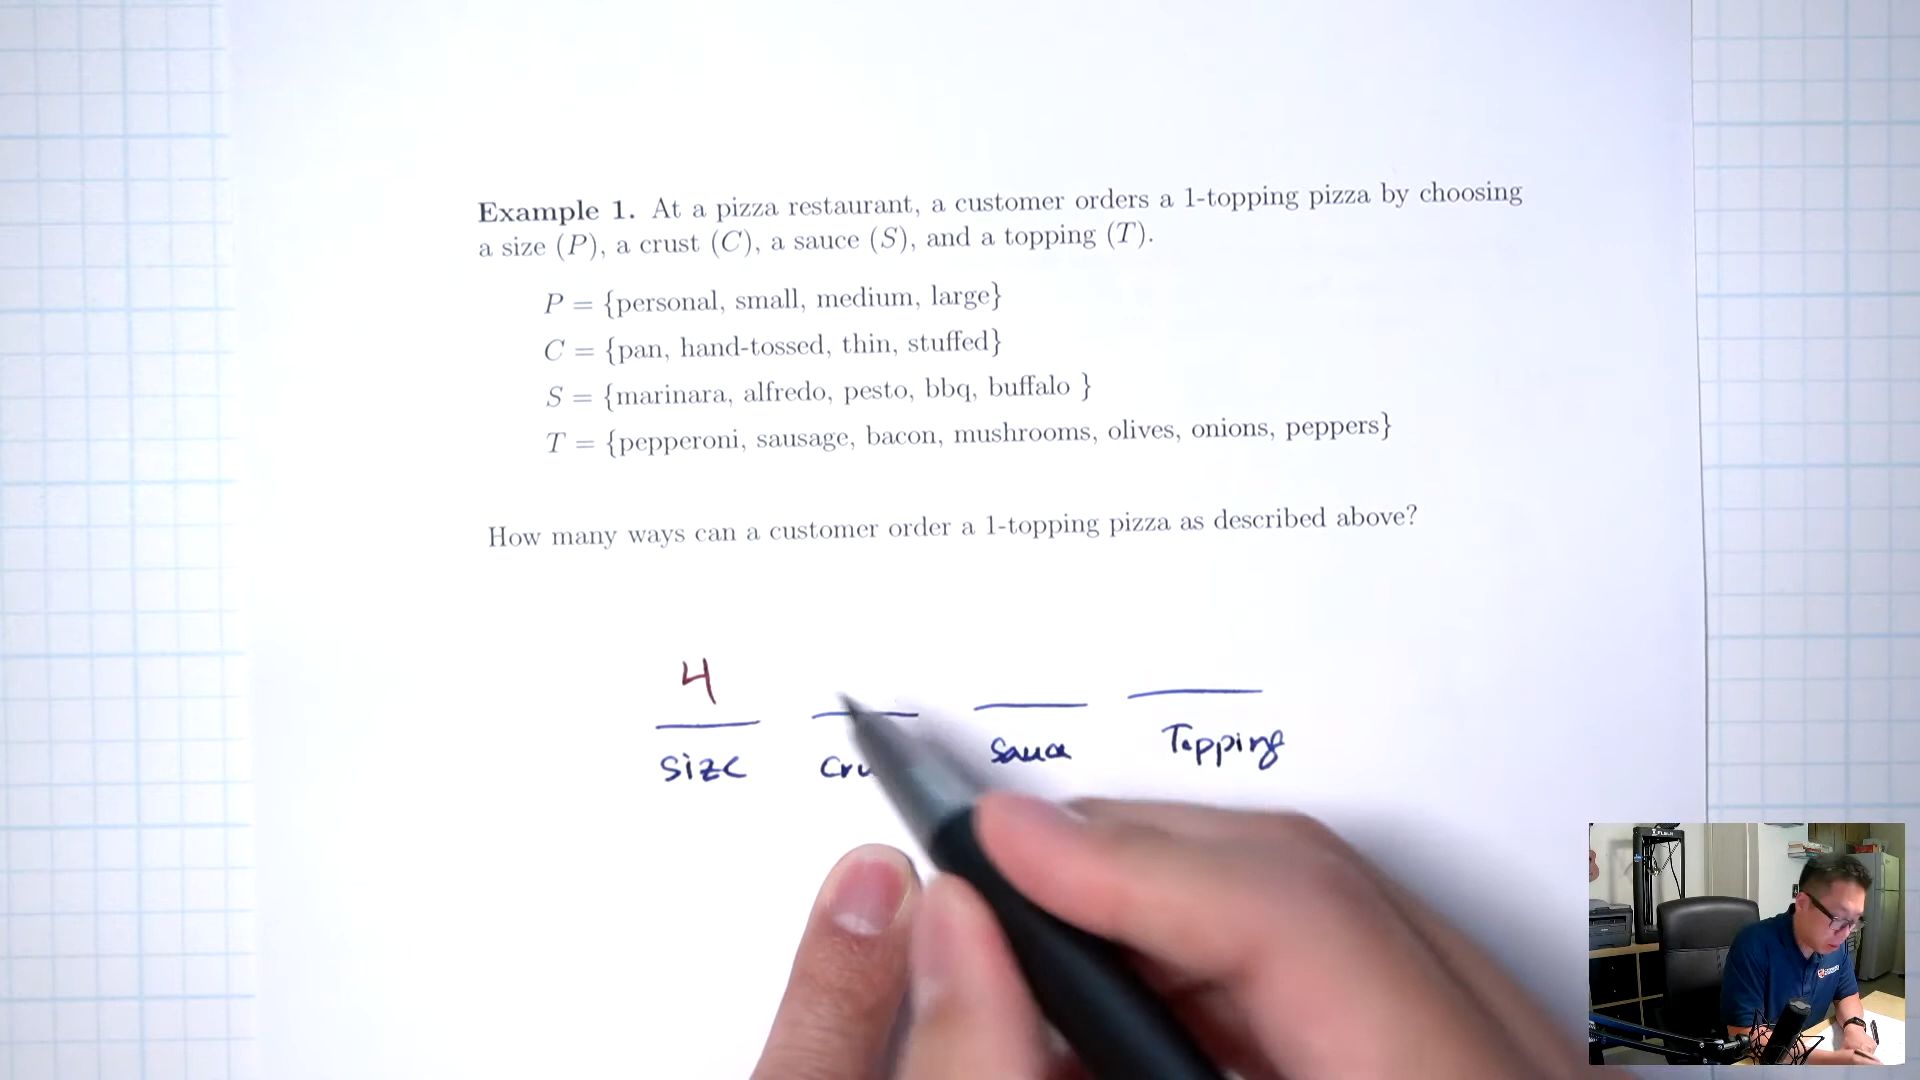 Example 1. At a pizza restaurant, a customer orders a 1-topping pizza by choosing
a size (P), a crust (C), a sauce (S), and a topping (T).
P = {personal, small, medium, large}
C = {pan, hand-tossed, thin, stuffed}
S = {marinara, alfredo, pesto, bbq, buffalo }
T = {pepperoni, sausage, bacon, mushrooms, olives, onions, peppers}
How many ways can a customer order a 1-topping pizza as described above?
4
Size Cru Sauce Topping